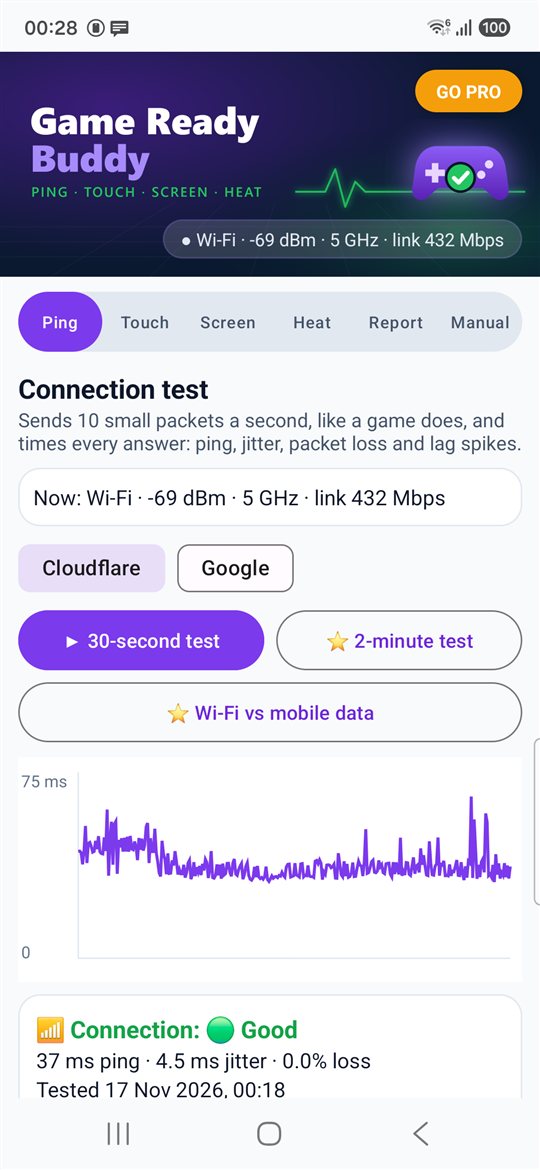 00:28
6
100
GO PRO
Game Ready
Buddy
PING · TOUCH · SCREEN · HEAT
● Wi-Fi · -69 dBm · 5 GHz · link 432 Mbps
Ping Touch Screen Heat Report Manual
Connection test
Sends 10 small packets a second, like a game does, and
times every answer: ping, jitter, packet loss and lag spikes.
Now: Wi-Fi · -69 dBm · 5 GHz · link 432 Mbps
Cloudflare Google
► 30-second test ⭐ 2-minute test
⭐ Wi-Fi vs mobile data
75 ms
0
📶 Connection: 🟢 Good
37 ms ping · 4.5 ms jitter · 0.0% loss
Tested 17 Nov 2026, 00:18